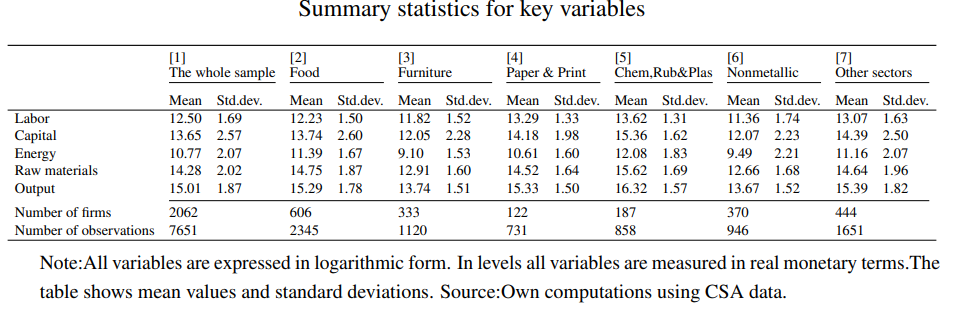 Summary statistics for key variables
[1] [2] [3] [4] [5] [6] [7]
The whole sample Food Furniture Paper & Print Chem,Rub&Plas Nonmetallic Other sectors
Mean Std.dev. Mean Std.dev. Mean Std.dev. Mean Std.dev. Mean Std.dev. Mean Std.dev. Mean Std.dev.
Labor 12.50 1.69 12.23 1.50 11.82 1.52 13.29 1.33 13.62 1.31 11.36 1.74 13.07 1.63
Capital 13.65 2.57 13.74 2.60 12.05 2.28 14.18 1.98 15.36 1.62 12.07 2.23 14.39 2.50
Energy 10.77 2.07 11.39 1.67 9.10 1.53 10.61 1.60 12.08 1.83 9.49 2.21 11.16 2.07
Raw materials 14.28 2.02 14.75 1.87 12.91 1.60 14.52 1.64 15.62 1.69 12.66 1.68 14.64 1.96
Output 15.01 1.87 15.29 1.78 13.74 1.51 15.33 1.50 16.32 1.57 13.67 1.52 15.39 1.82
Number of firms 2062 606 333 122 187 370 444
Number of observations 7651 2345 1120 731 858 946 1651
Note:All variables are expressed in logarithmic form. In levels all variables are measured in real monetary terms.The
table shows mean values and standard deviations. Source:Own computations using CSA data.